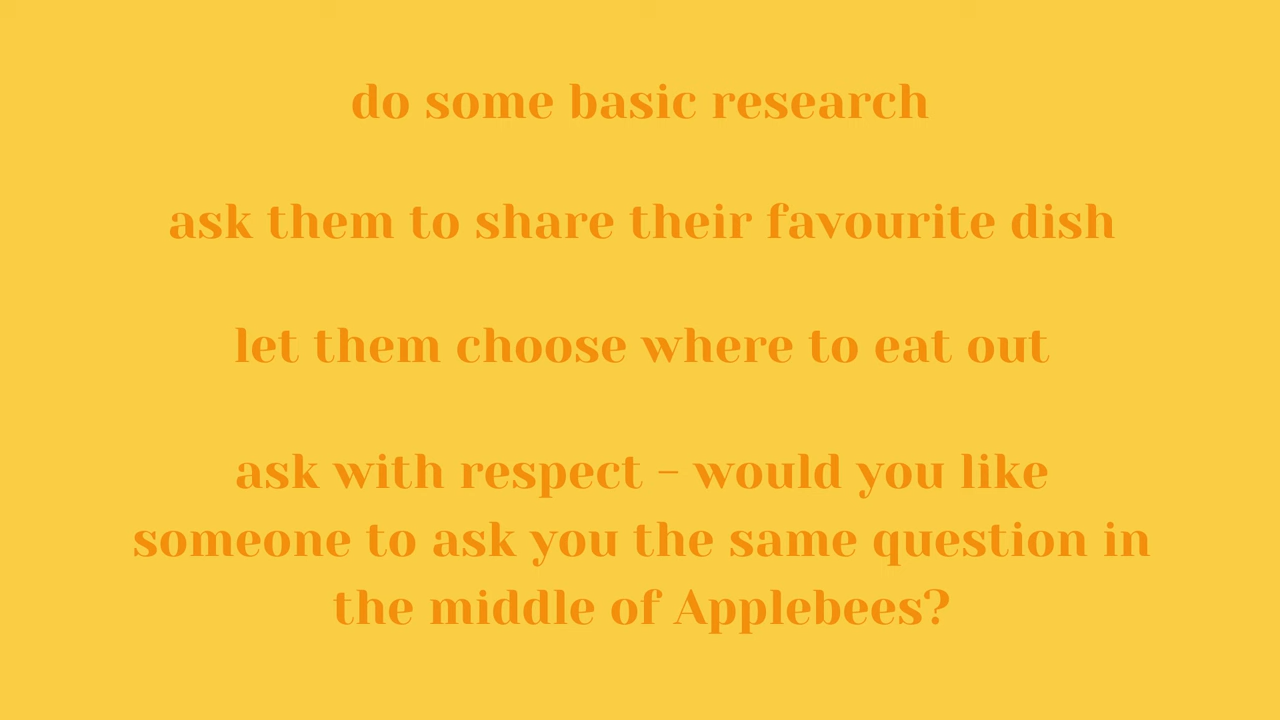 do some basic research
ask them to share their favourite dish
let them choose where to eat out
ask with respect - would you like
someone to ask you the same question in
the middle of Applebees?